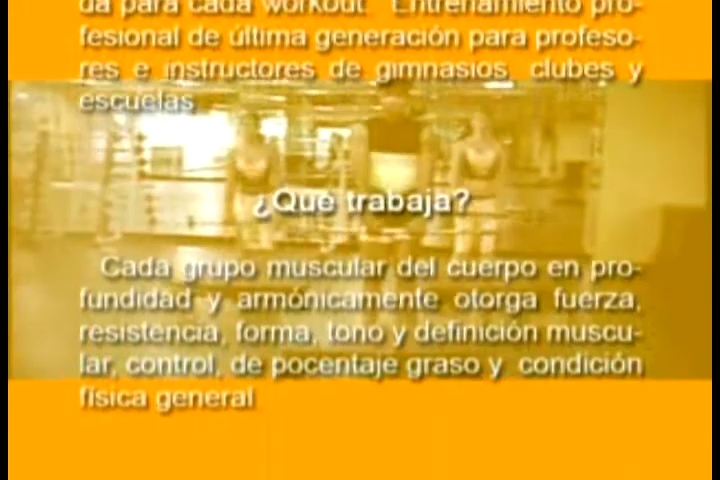 da para cada workout. Entrenamiento pro-
fesional de última generación para profeso-
res e instructores de gimnasios, clubes y
escuelas.
¿Que trabaja?
Cada grupo muscular del cuerpo en pro-
fundidad y armónicamente otorga fuerza,
resistencia, forma, tono y definición muscu-
lar, control, de pocentaje graso y condición
física general.